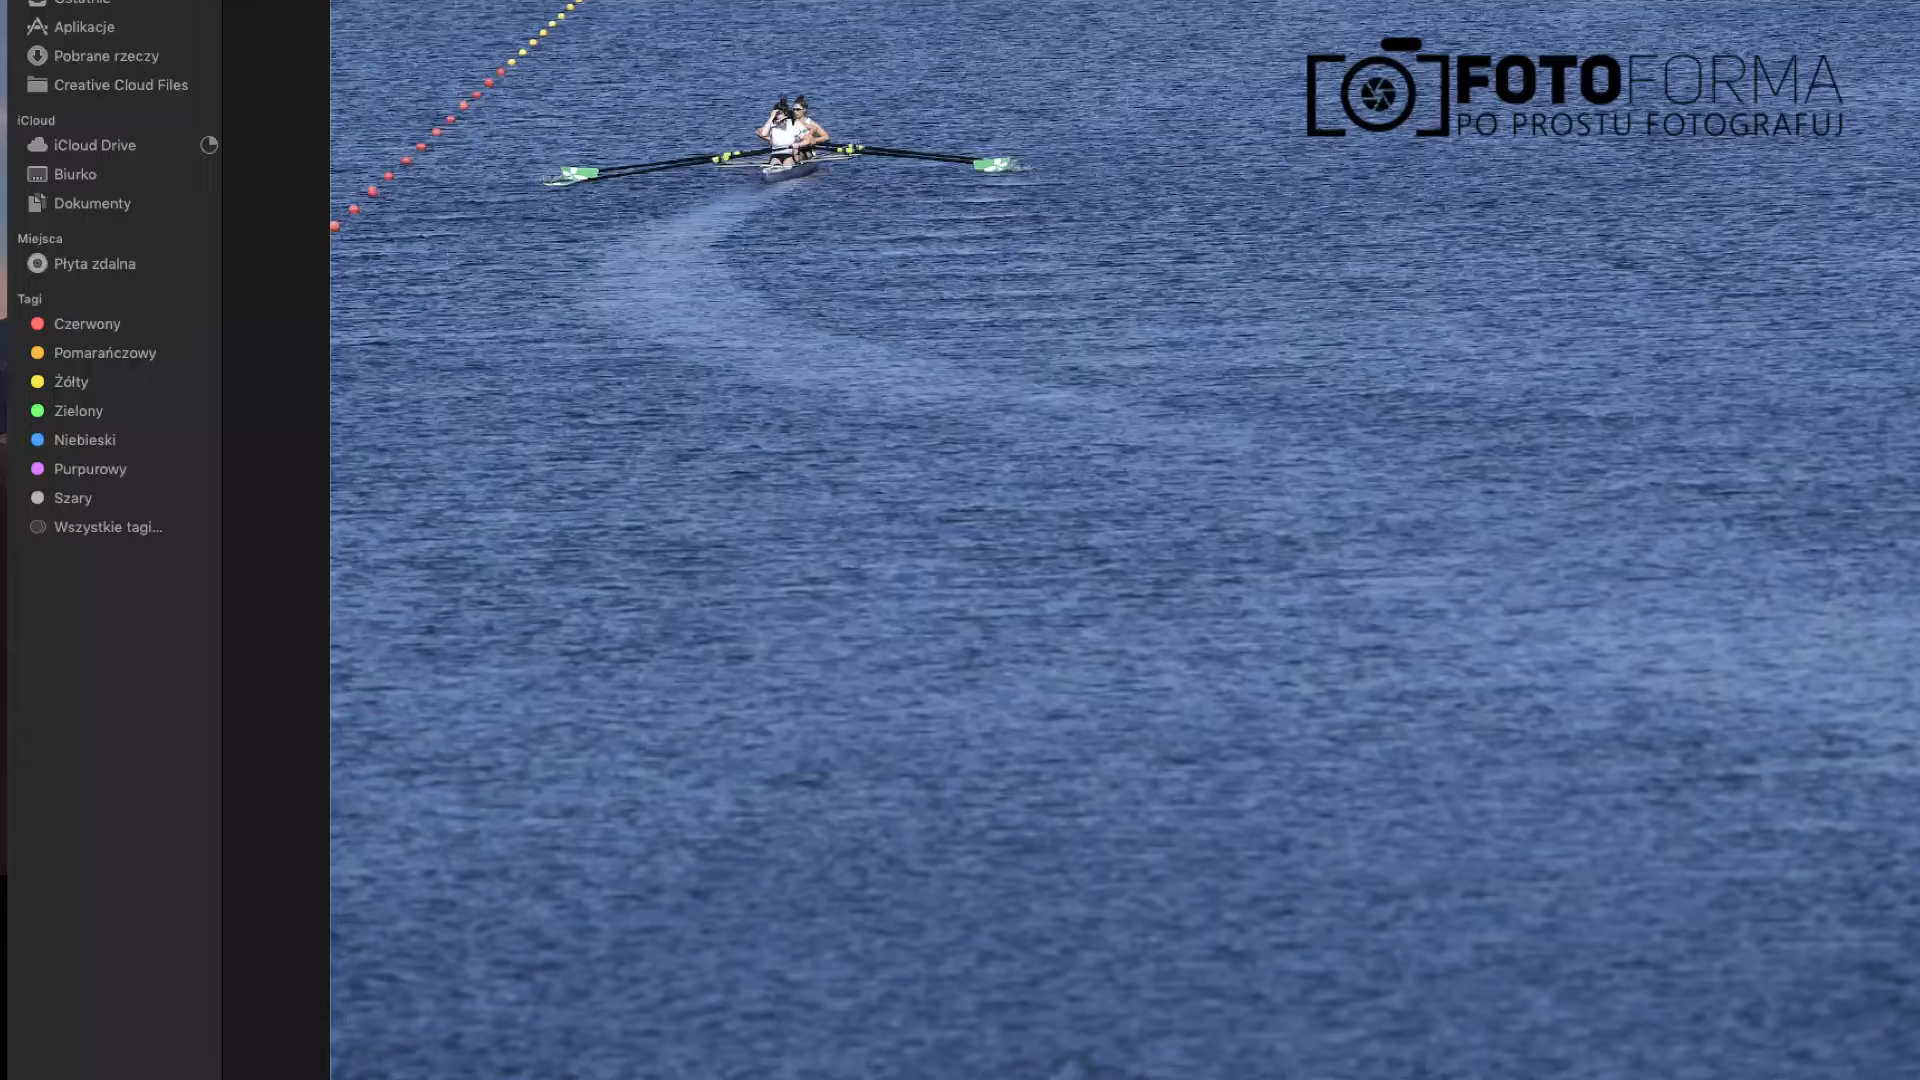 Ostatnie
Aplikacje
Pobrane rzeczy
Creative Cloud Files
iCloud
iCloud Drive
Biurko
Dokumenty
Miejsca
Płyta zdalna
Tagi
Czerwony
Pomarańczowy
Żółty
Zielony
Niebieski
Purpurowy
Szary
Wszystkie tagi...
FOTOFORMA
PO PROSTU FOTOGRAFUJ